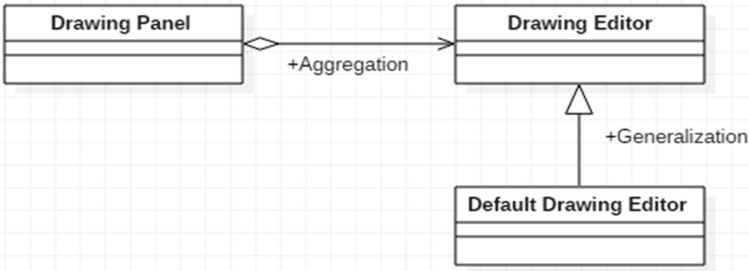 Drawing Panel
Drawing Editor
+Aggregation
+Generalization
Default Drawing Editor